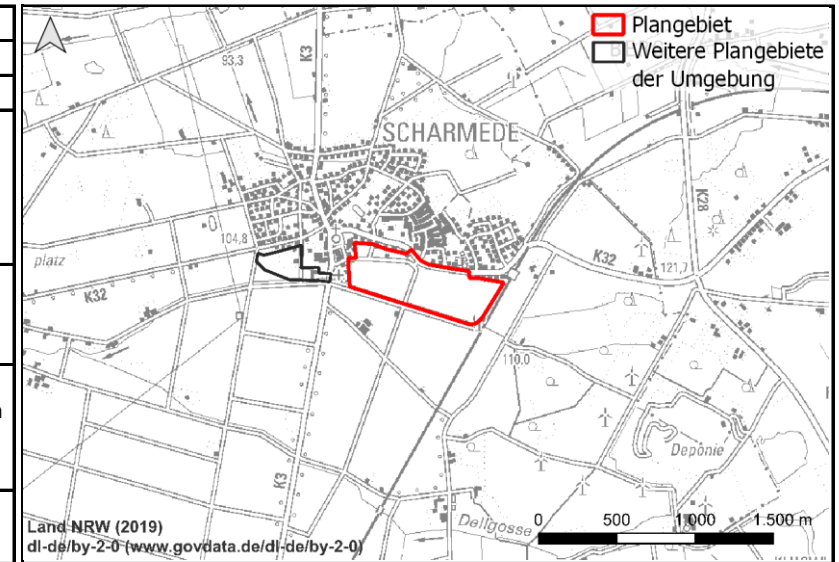 Plangebiet
Weitere Plangebiete
der Umgebung
93,3
K3
SCHARMEDE
K28
104,8
platz
K32
K32
121,7
110,0
Deponie
K3
Dellgosse
0 500 1.000 1.500 m
Land NRW (2019)
dl-de/by-2-0 (www.govdata.de/dl-de/by-2-0)